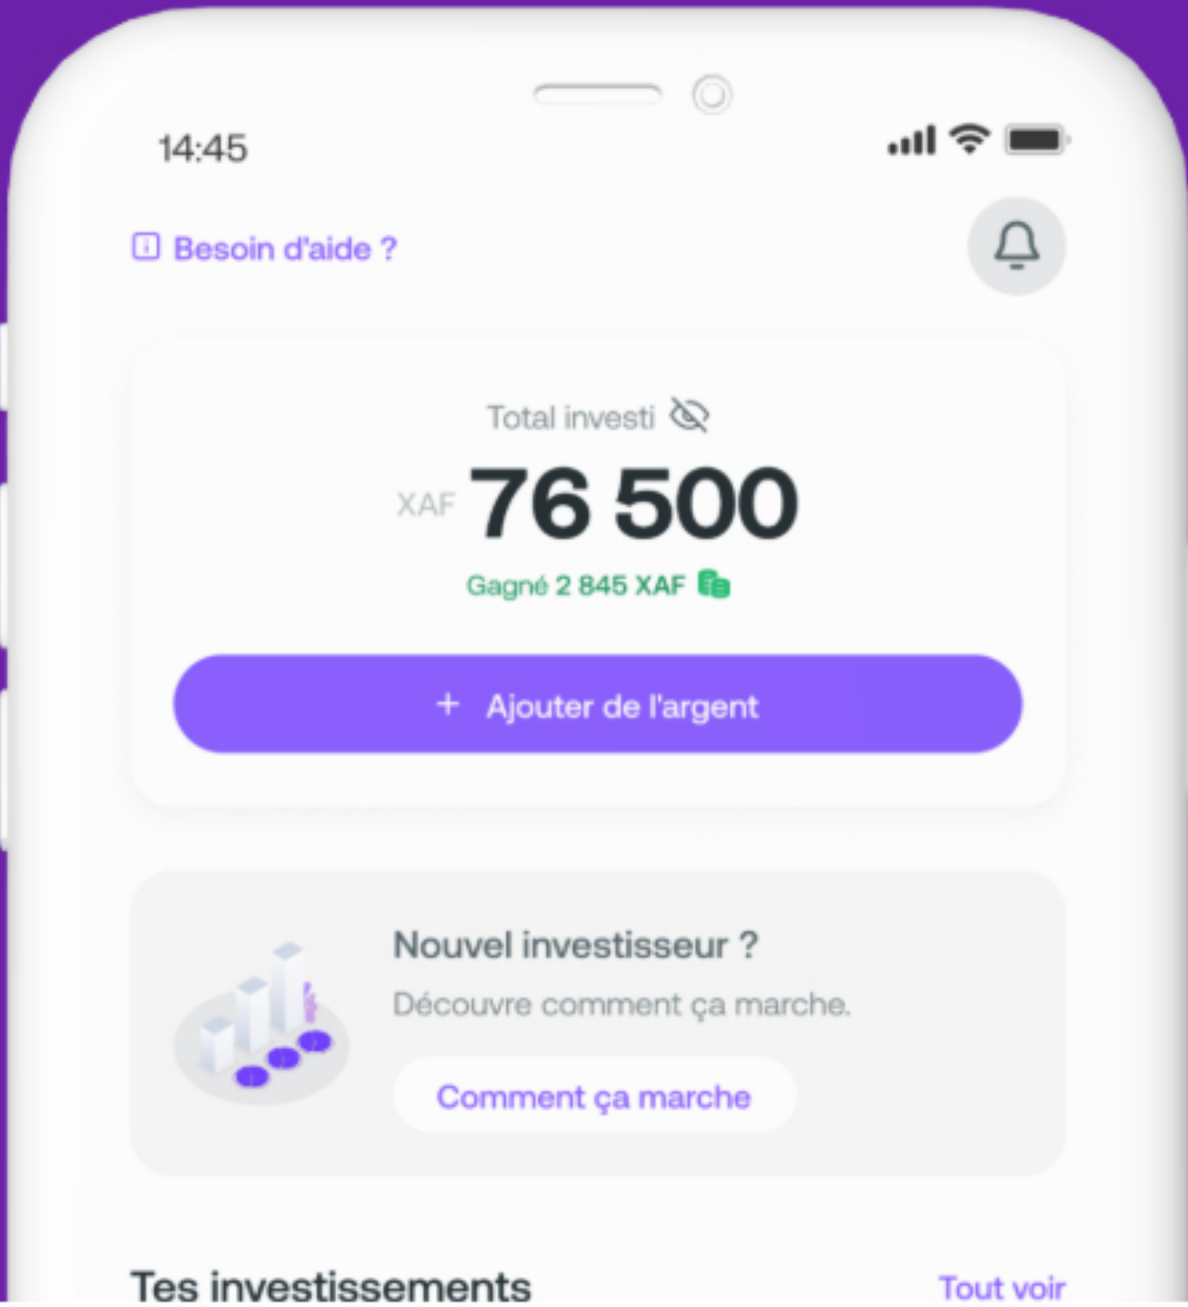 14:45
Besoin d'aide ?
Total investi
XAF 76 500
Gagné 2 845 XAF
+ Ajouter de l'argent
Nouvel investisseur ?
Découvre comment ça marche.
Comment ça marche
Tes investissements
Tout voir